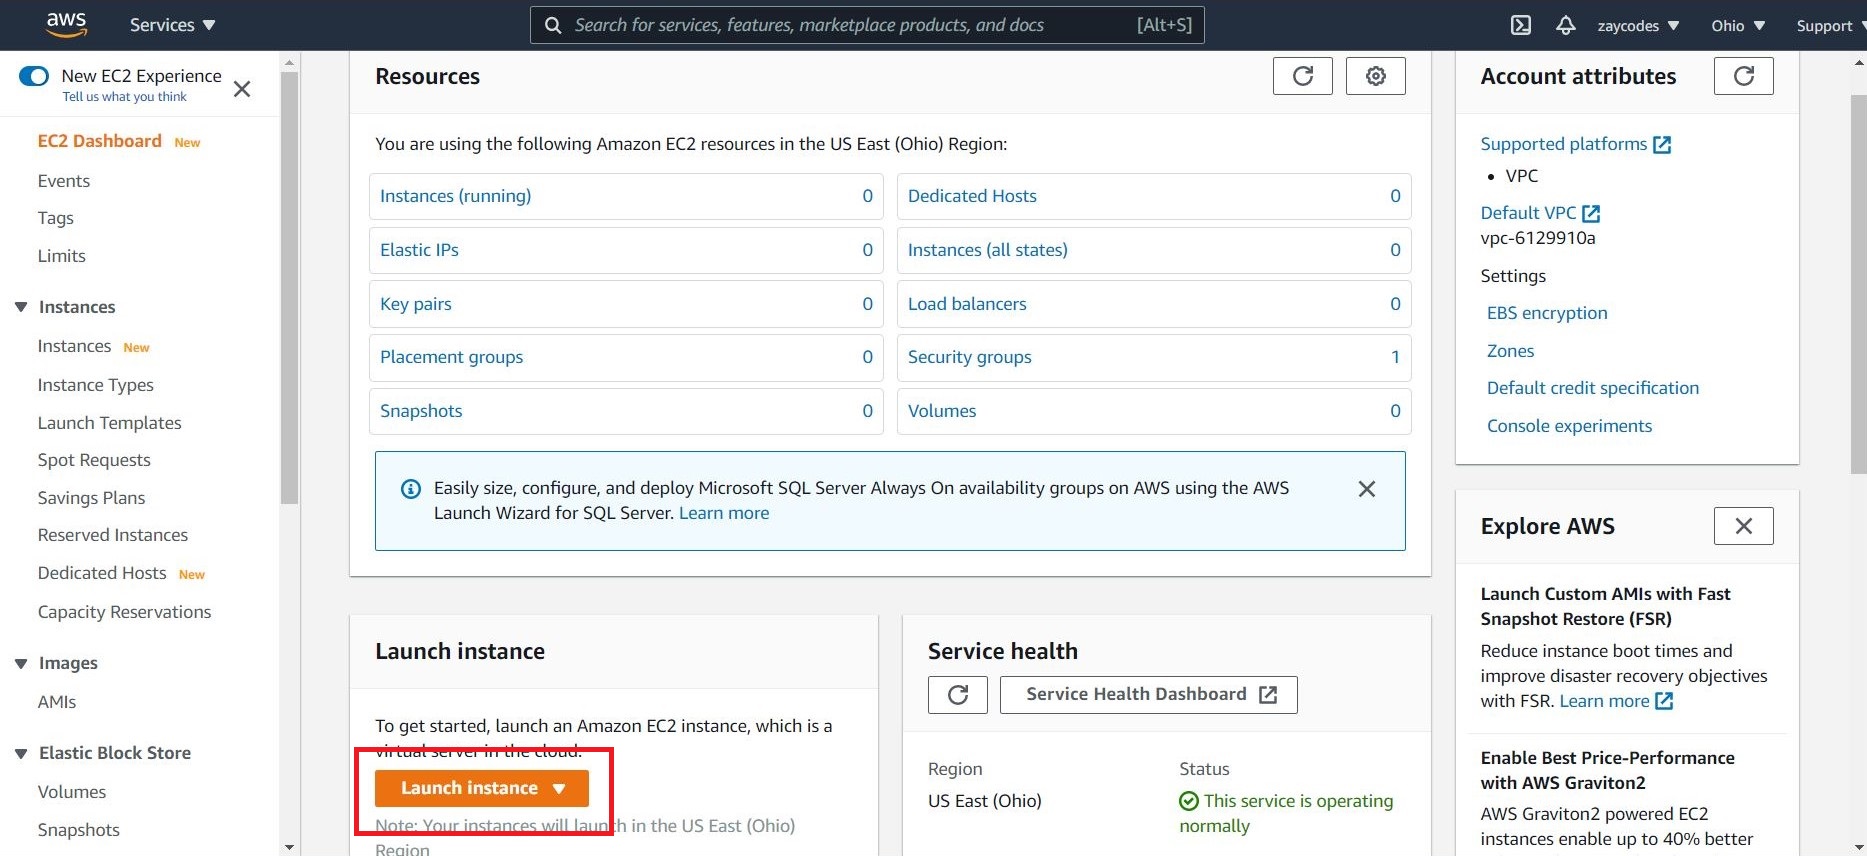 aws
Services
Search for services, features, marketplace products, and docs
[Alt+S]
zaycodes
Ohio
Support
New EC2 Experience
Tell us what you think
EC2 Dashboard New
Events
Tags
Limits
Instances
Instances New
Instance Types
Launch Templates
Spot Requests
Savings Plans
Reserved Instances
Dedicated Hosts New
Capacity Reservations
Images
AMIs
Elastic Block Store
Volumes
Snapshots
Resources
You are using the following Amazon EC2 resources in the US East (Ohio) Region:
Instances (running) 0
Dedicated Hosts 0
Elastic IPs 0
Instances (all states) 0
Key pairs 0
Load balancers 0
Placement groups 0
Security groups 1
Snapshots 0
Volumes 0
Easily size, configure, and deploy Microsoft SQL Server Always On availability groups on AWS using the AWS
Launch Wizard for SQL Server. Learn more
Launch instance
To get started, launch an Amazon EC2 instance, which is a
virtual server in the cloud.
Launch instance
Note: Your instances will launch in the US East (Ohio)
Region
Service health
Service Health Dashboard
Region
US East (Ohio)
Status
This service is operating
normally
Account attributes
Supported platforms
• VPC
Default VPC
vpc-6129910a
Settings
EBS encryption
Zones
Default credit specification
Console experiments
Explore AWS
Launch Custom AMIs with Fast
Snapshot Restore (FSR)
Reduce instance boot times and
improve disaster recovery objectives
with FSR. Learn more
Enable Best Price-Performance
with AWS Graviton2
AWS Graviton2 powered EC2
instances enable up to 40% better